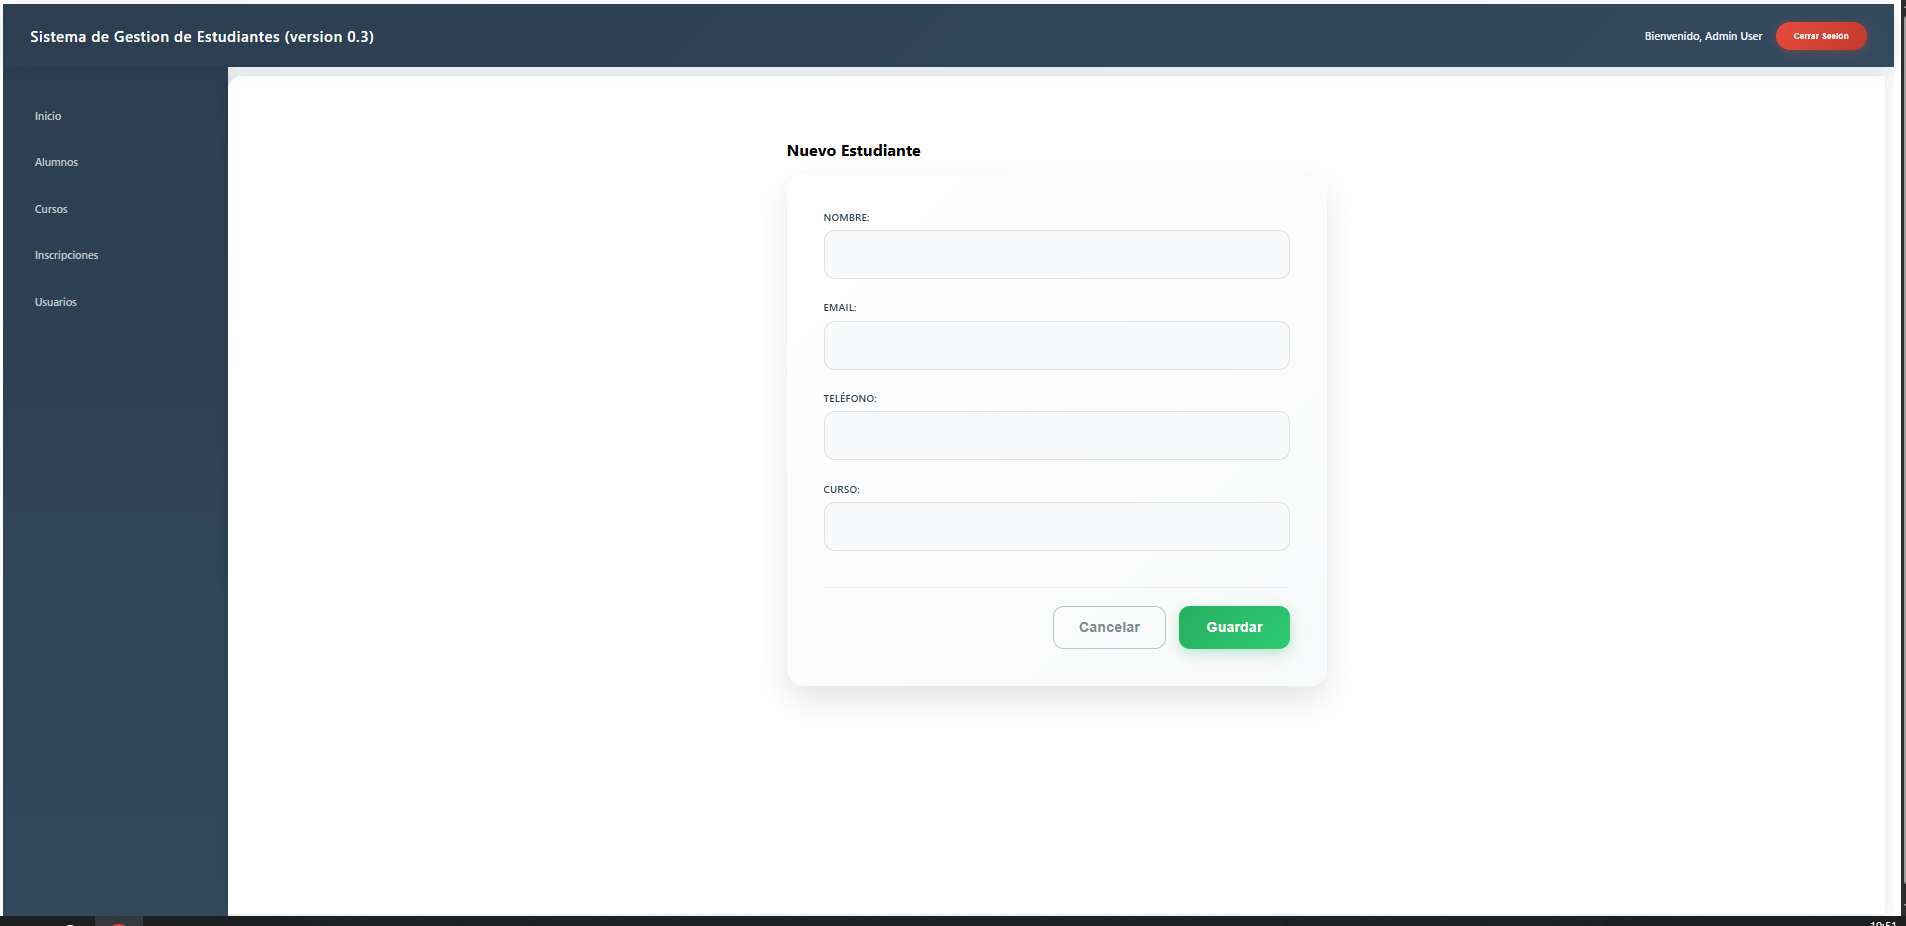 Sistema de Gestion de Estudiantes (version 0.3)
Bienvenido, Admin User
Cerrar Sesión
Inicio
Alumnos
Cursos
Inscripciones
Usuarios
Nuevo Estudiante
NOMBRE:
EMAIL:
TELÉFONO:
CURSO:
Cancelar
Guardar